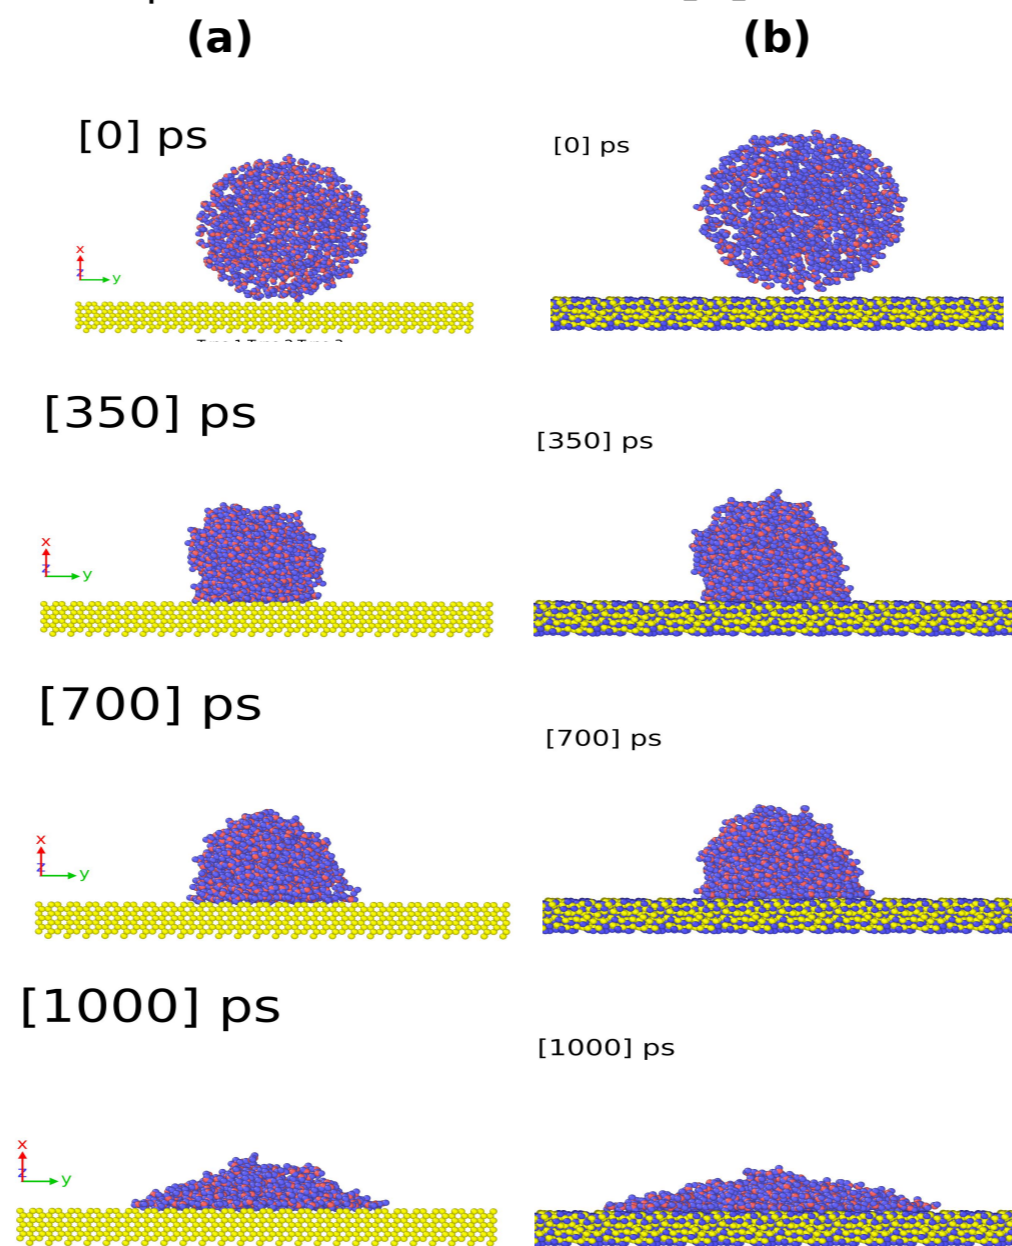 (a)
(b)
[0] ps
[0] ps
x
z
y
[350] ps
[350] ps
x
z
y
[700] ps
[700] ps
x
z
y
[1000] ps
[1000] ps
x
z
y